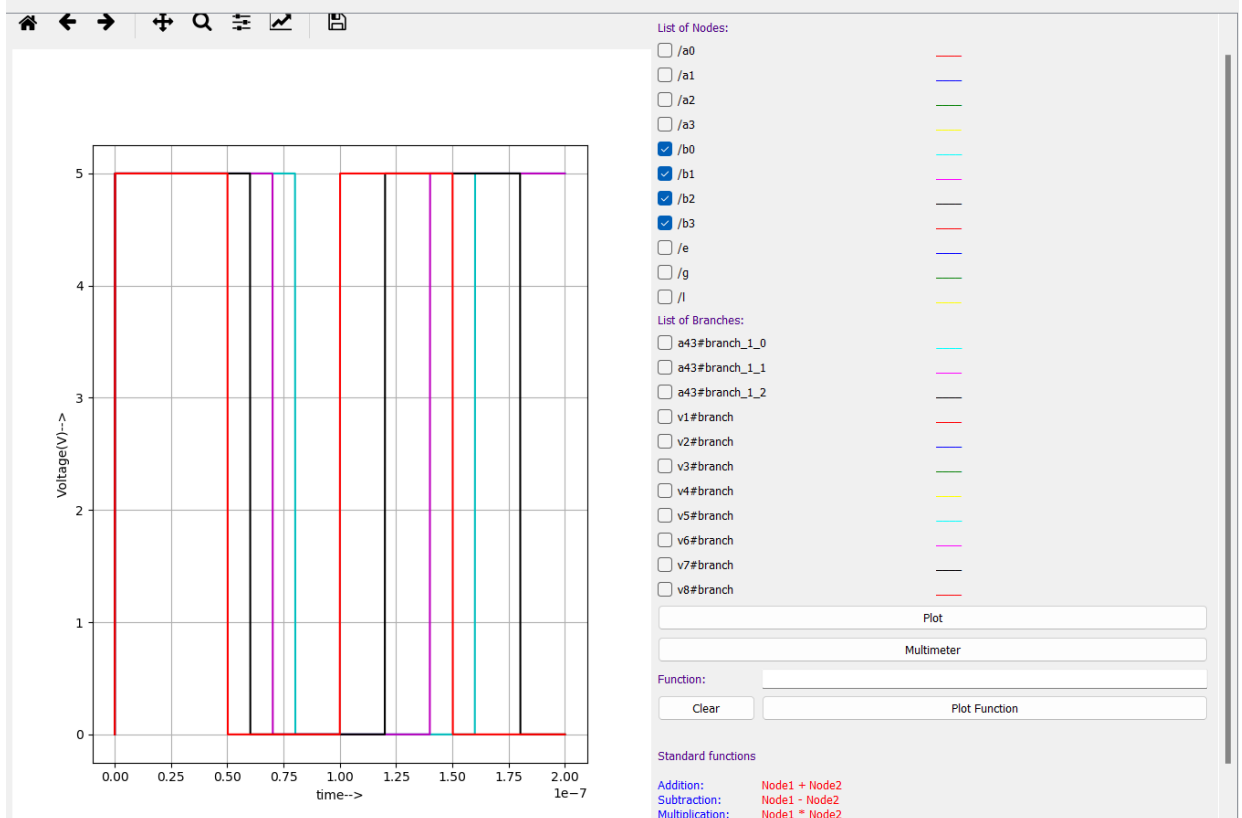 List of Nodes:
/a0
/a1
/a2
/a3
/b0
/b1
/b2
/b3
/e
/g
/l
List of Branches:
a43#branch_1_0
a43#branch_1_1
a43#branch_1_2
v1#branch
v2#branch
v3#branch
v4#branch
v5#branch
v6#branch
v7#branch
v8#branch
Plot
Multimeter
Function:
Clear Plot Function
Standard functions
Addition: Node1 + Node2
Subtraction: Node1 - Node2
Multiplication: Node1 * Node2
5
4
3
2
1
0
Voltage(V)-->
0.00 0.25 0.50 0.75 1.00 1.25 1.50 1.75 2.00
1e−7
time-->